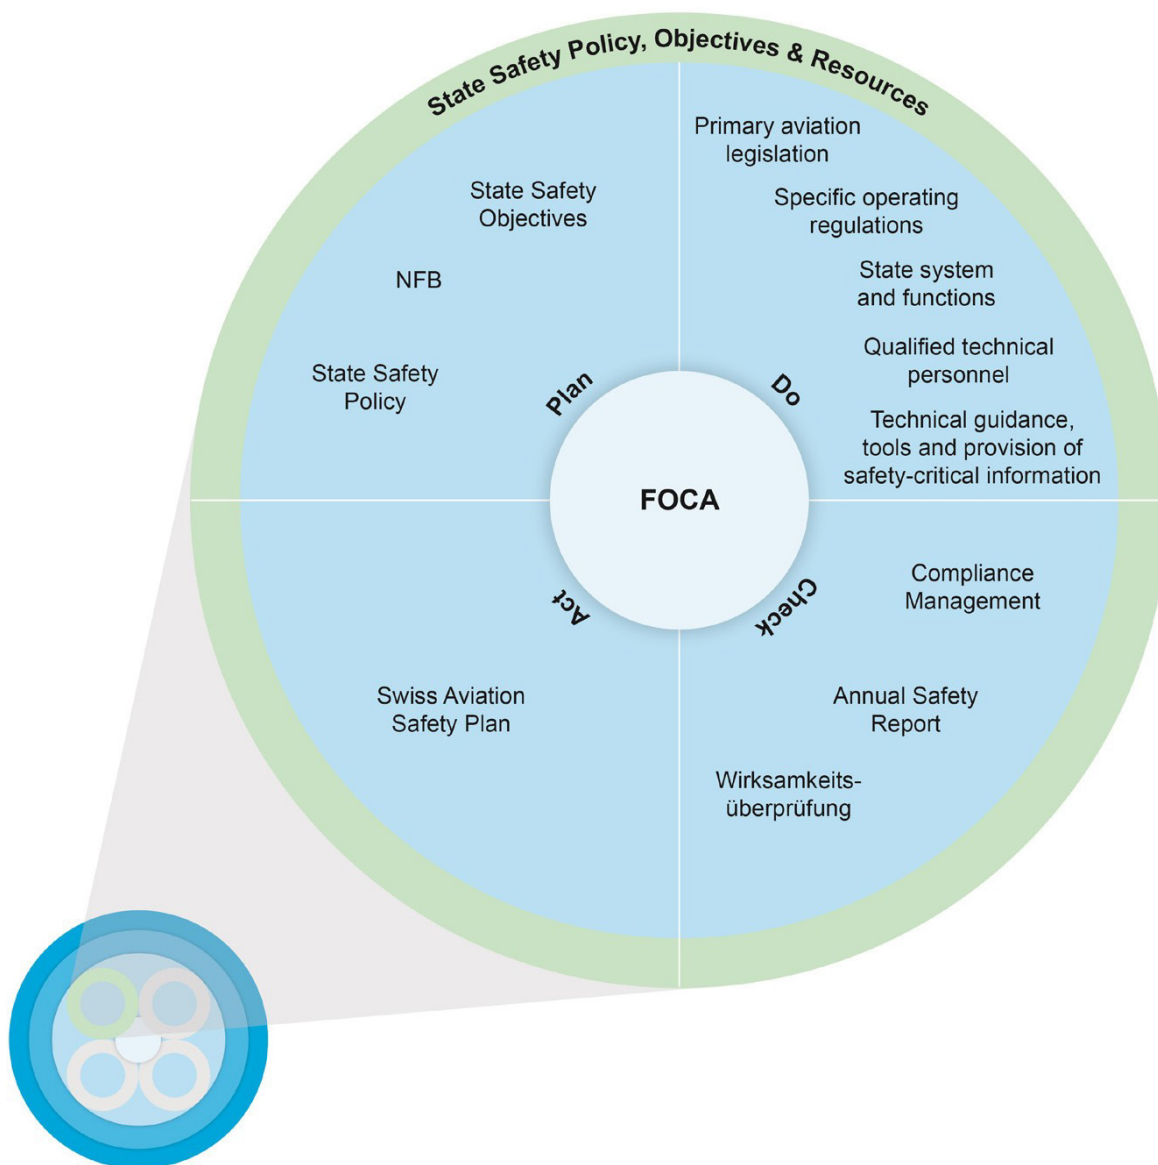 State Safety Policy, Objectives & Resources
State Safety
Objectives
NFB
State Safety
Policy
Plan
Primary aviation
legislation
Specific operating
regulations
State system
and functions
Qualified technical
personnel
Technical guidance,
tools and provision of
safety-critical information
Do
FOCA
Compliance
Management
Annual Safety
Report
Wirksamkeits-
überprüfung
Check
Act
Swiss Aviation
Safety Plan